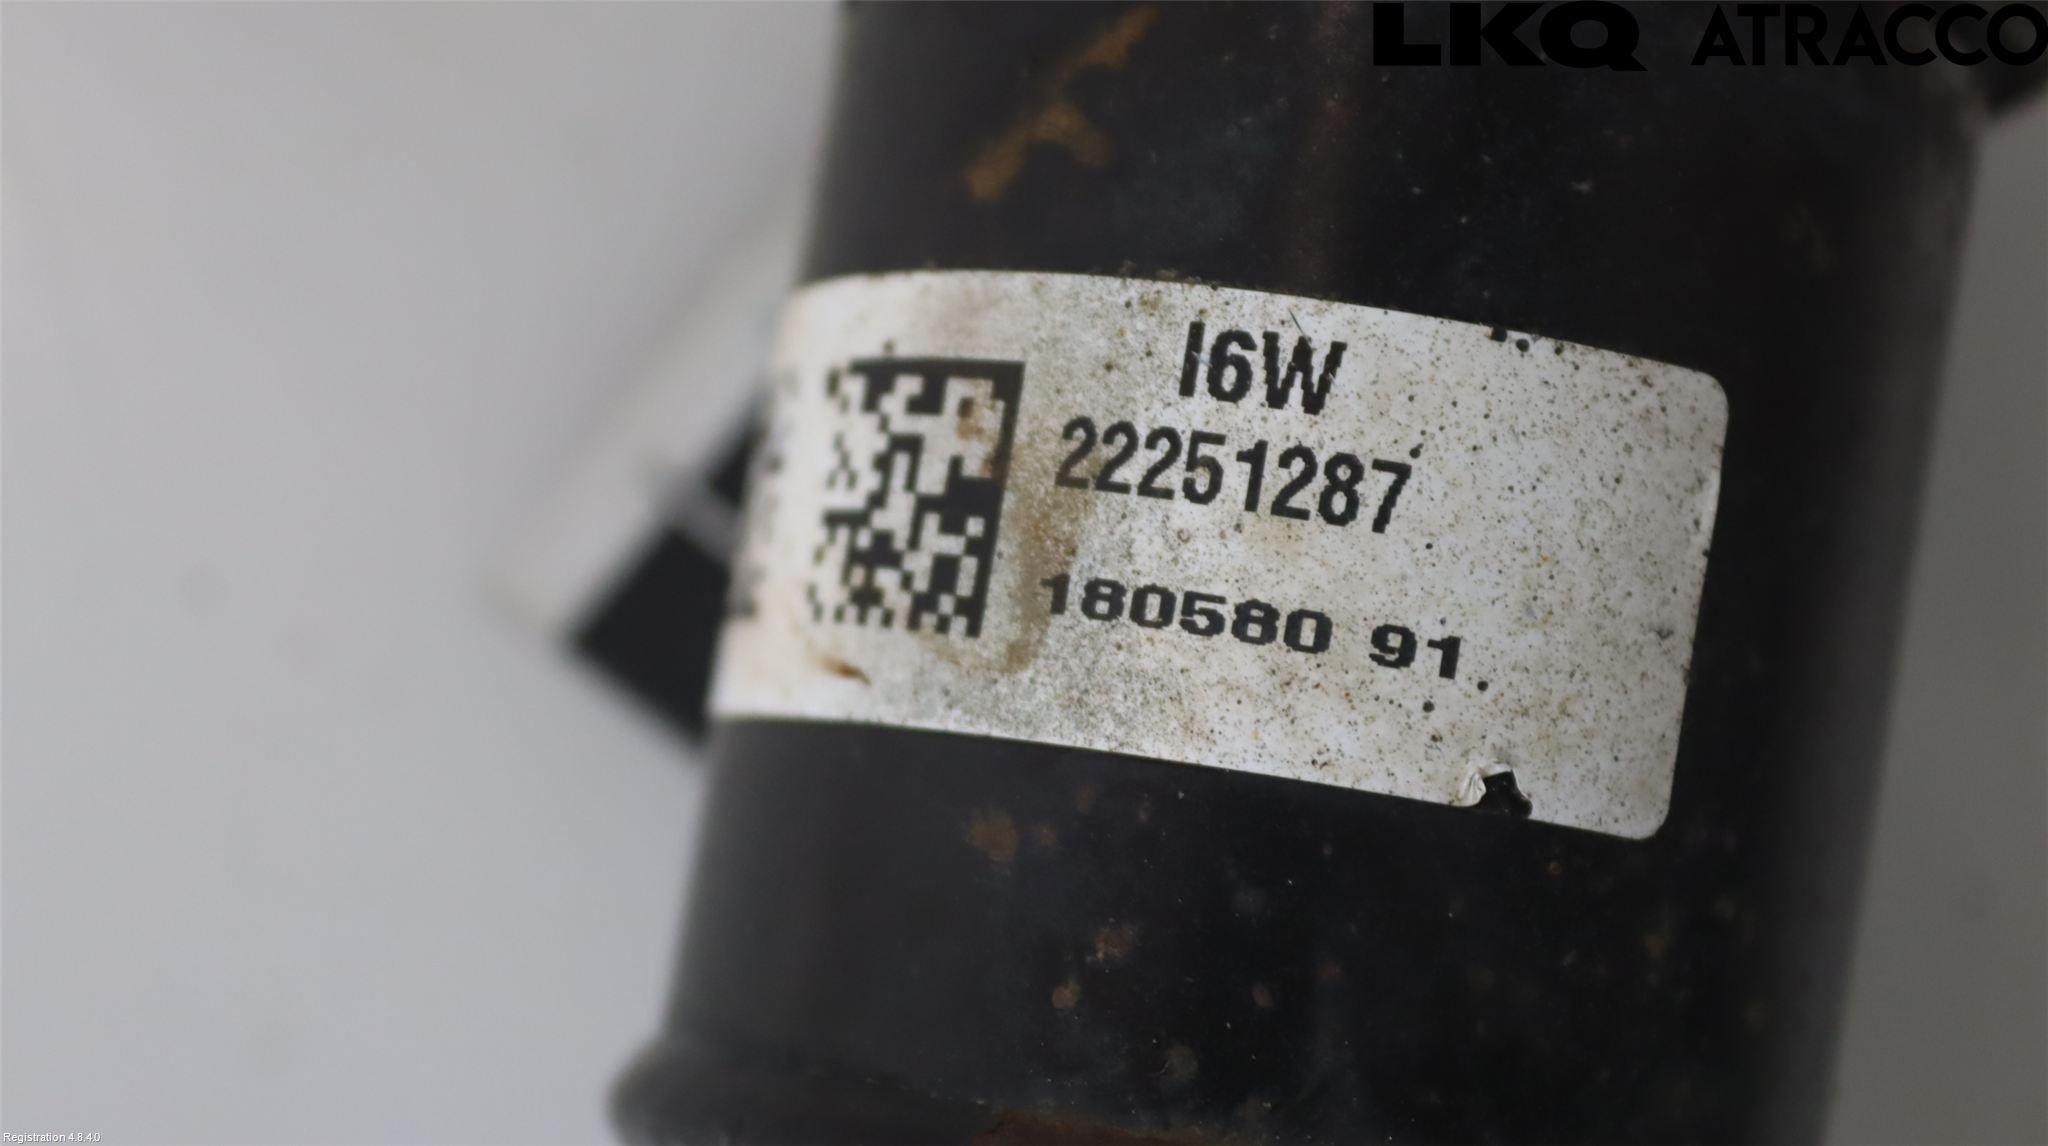 LKQ ATRACCO
I6W
22251287
180580 91
Registration 4.8.4.0